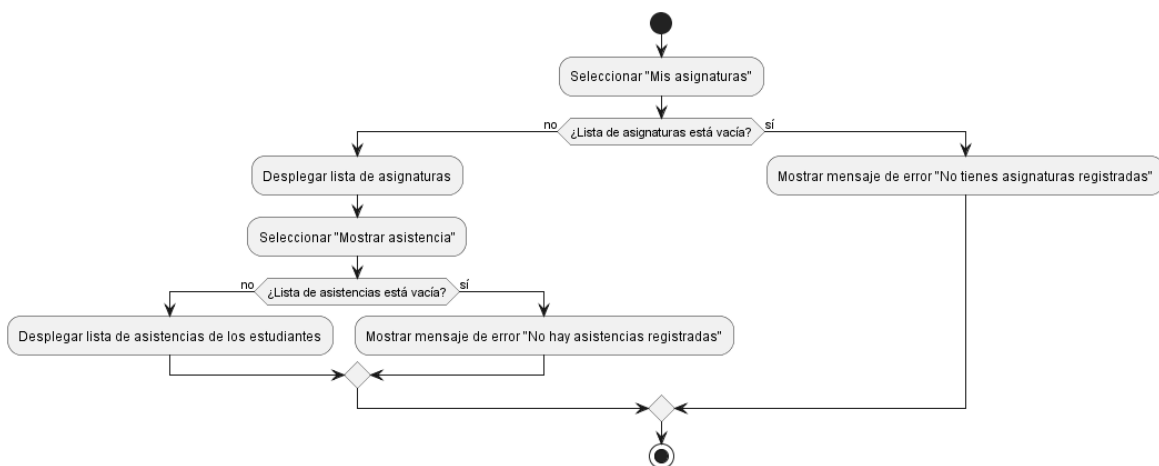 Seleccionar "Mis asignaturas"
no
¿Lista de asignaturas está vacía?
sí
Desplegar lista de asignaturas
Mostrar mensaje de error "No tienes asignaturas registradas"
Seleccionar "Mostrar asistencia"
no
¿Lista de asistencias está vacía?
sí
Desplegar lista de asistencias de los estudiantes
Mostrar mensaje de error "No hay asistencias registradas"